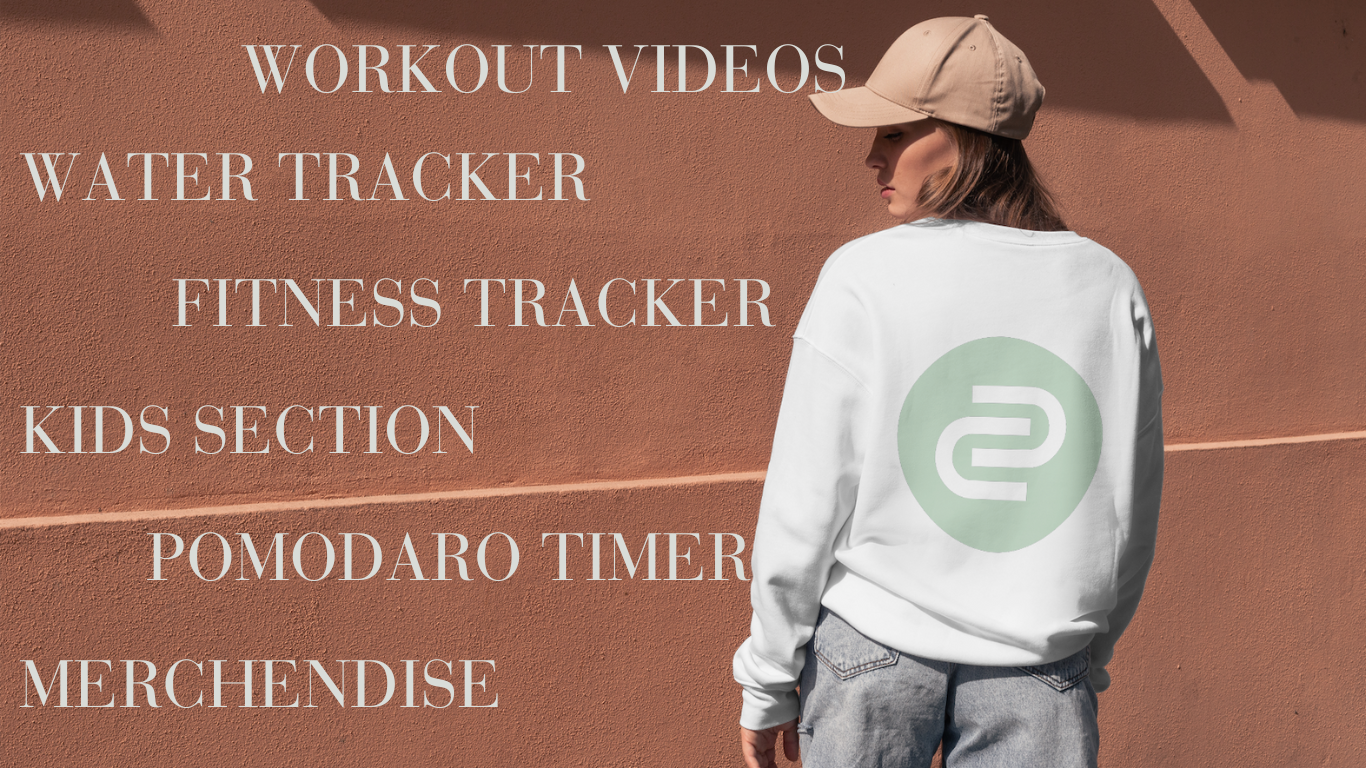 WORKOUT VIDEOS
WATER TRACKER
FITNESS TRACKER
KIDS SECTION
POMODARO TIMER
MERCHENDISE